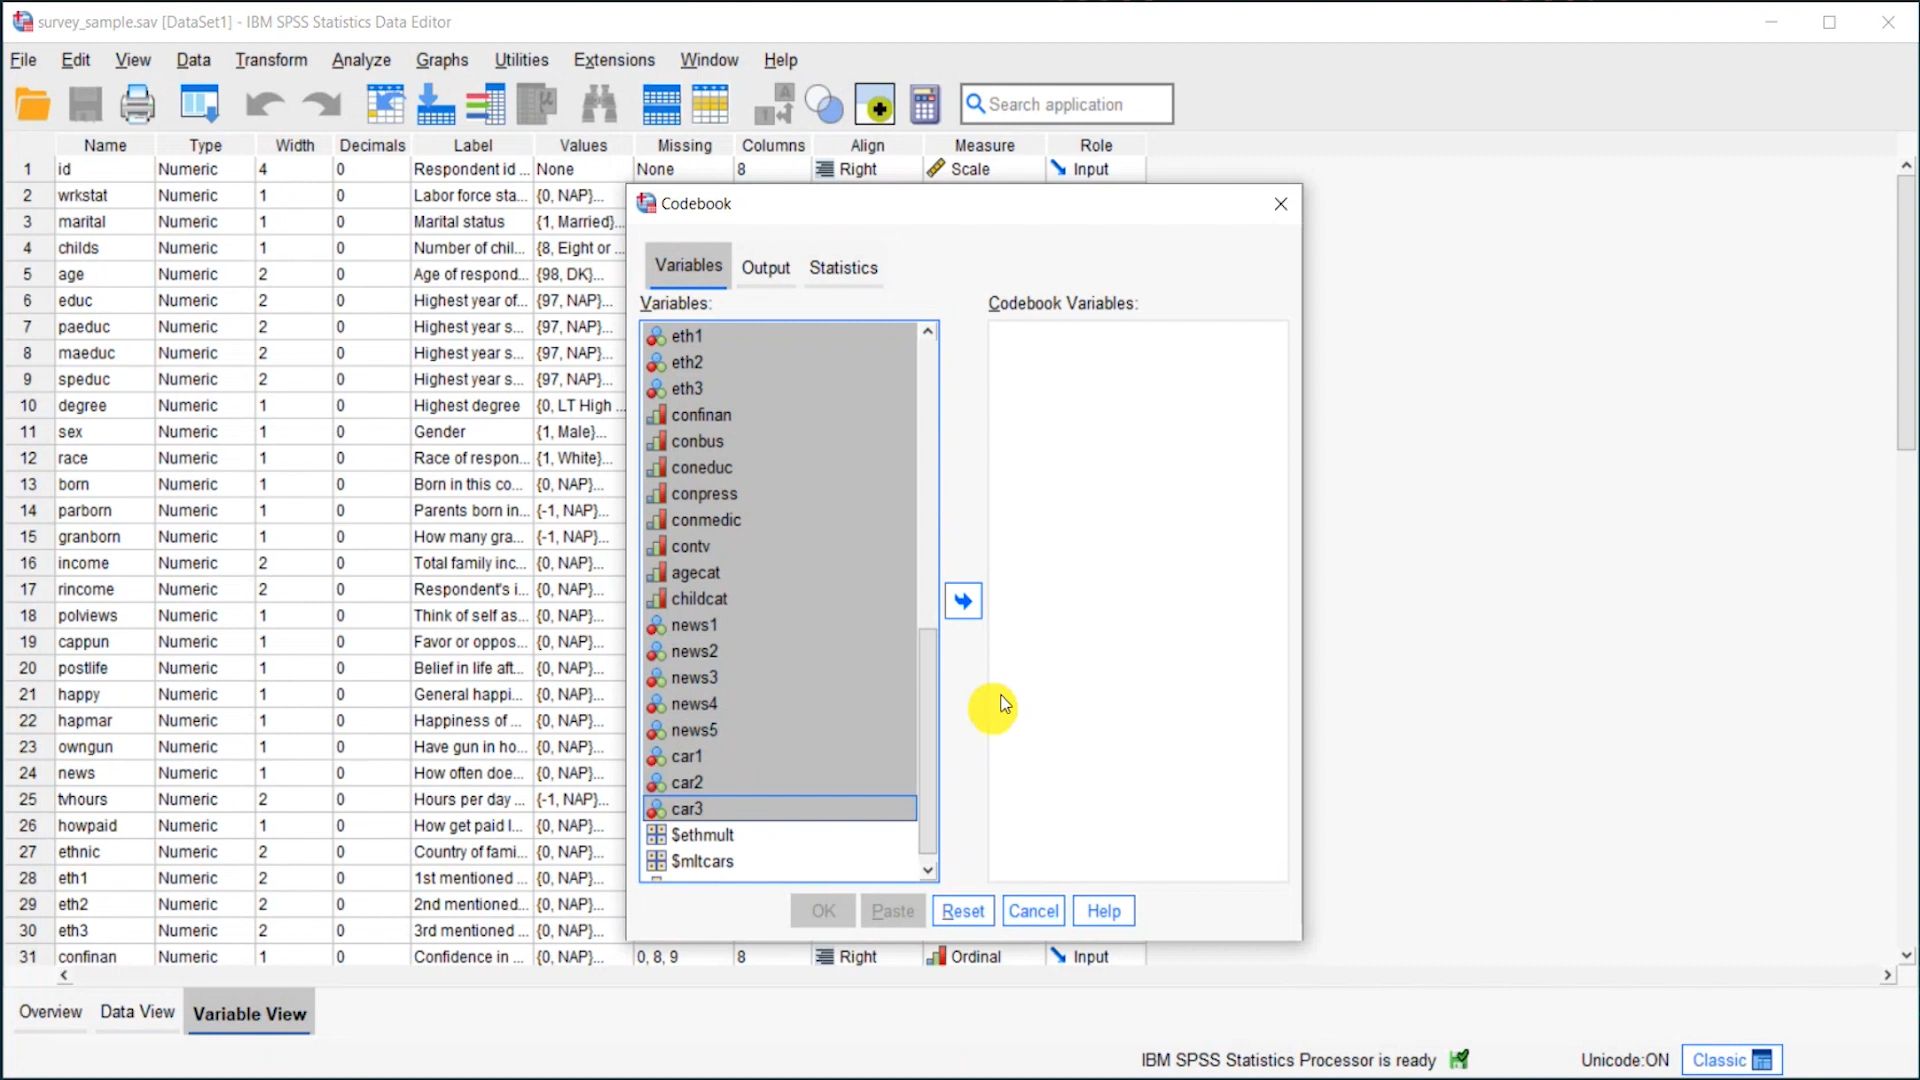 survey_sample.sav [DataSet1] - IBM SPSS Statistics Data Editor
File Edit View Data Transform Analyze Graphs Utilities Extensions Window Help
Search application
Name Type Width Decimals Label Values Missing Columns Align Measure Role
1 id Numeric 4 0 Respondent id ... None None 8 Right Scale Input
2 wrkstat Numeric 1 0 Labor force sta... {0, NAP}...
3 marital Numeric 1 0 Marital status {1, Married}...
4 childs Numeric 1 0 Number of chil... {8, Eight or ...
5 age Numeric 2 0 Age of respond... {98, DK}...
6 educ Numeric 2 0 Highest year of... {97, NAP}...
7 paeduc Numeric 2 0 Highest year s... {97, NAP}...
8 maeduc Numeric 2 0 Highest year s... {97, NAP}...
9 speduc Numeric 2 0 Highest year s... {97, NAP}...
10 degree Numeric 1 0 Highest degree {0, LT High ...
11 sex Numeric 1 0 Gender {1, Male}...
12 race Numeric 1 0 Race of respon... {1, White}...
13 born Numeric 1 0 Born in this co... {0, NAP}...
14 parborn Numeric 1 0 Parents born in... {-1, NAP}...
15 granborn Numeric 1 0 How many gra... {-1, NAP}...
16 income Numeric 2 0 Total family inc... {0, NAP}...
17 rincome Numeric 2 0 Respondent's i... {0, NAP}...
18 polviews Numeric 1 0 Think of self as... {0, NAP}...
19 cappun Numeric 1 0 Favor or oppos... {0, NAP}...
20 postlife Numeric 1 0 Belief in life aft... {0, NAP}...
21 happy Numeric 1 0 General happi... {0, NAP}...
22 hapmar Numeric 1 0 Happiness of ... {0, NAP}...
23 owngun Numeric 1 0 Have gun in ho... {0, NAP}...
24 news Numeric 1 0 How often doe... {0, NAP}...
25 tvhours Numeric 2 0 Hours per day ... {-1, NAP}...
26 howpaid Numeric 1 0 How get paid l... {0, NAP}...
27 ethnic Numeric 2 0 Country of fami... {0, NAP}...
28 eth1 Numeric 2 0 1st mentioned ... {0, NAP}...
29 eth2 Numeric 2 0 2nd mentioned... {0, NAP}...
30 eth3 Numeric 2 0 3rd mentioned ... {0, NAP}...
31 confinan Numeric 1 0 Confidence in ... {0, NAP}... 0, 8, 9 8 Right Ordinal Input
Codebook
Variables Output Statistics
Variables:
eth1
eth2
eth3
confinan
conbus
coneduc
conpress
conmedic
contv
agecat
childcat
news1
news2
news3
news4
news5
car1
car2
car3
$ethmult
$mltcars
Codebook Variables:
OK Paste Reset Cancel Help
Overview Data View Variable View
IBM SPSS Statistics Processor is ready Unicode:ON Classic